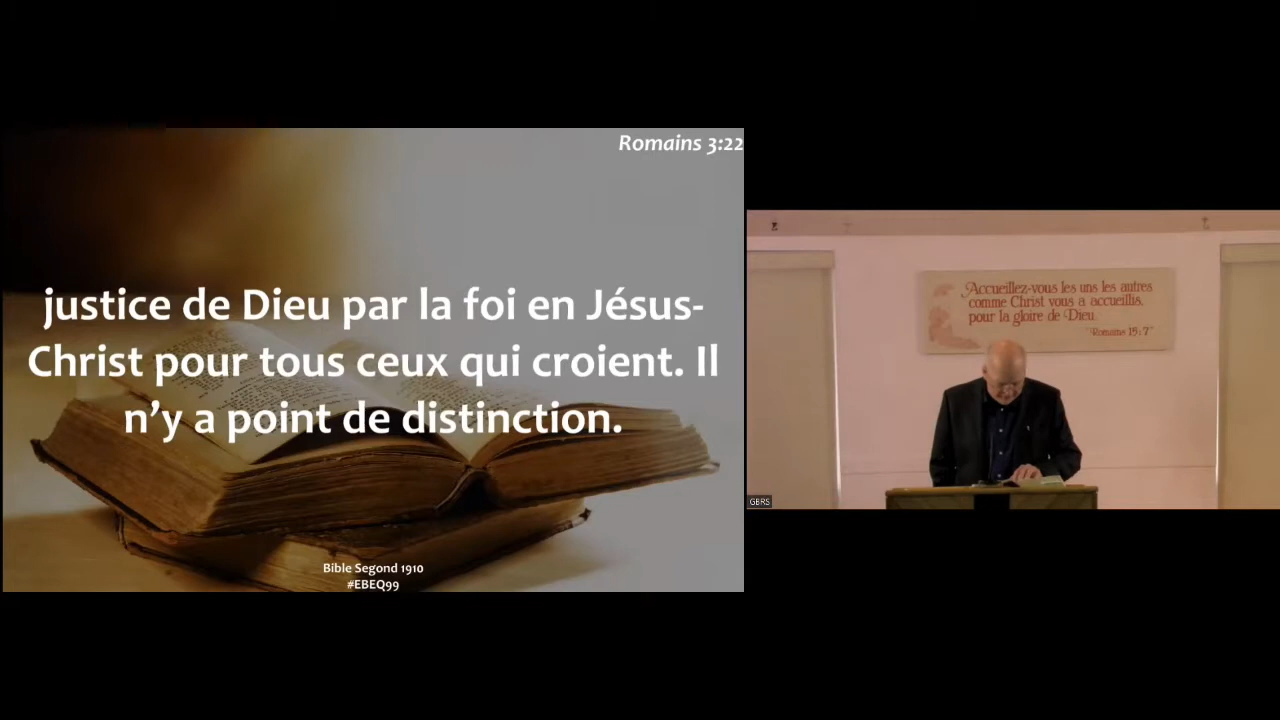 Romains 3:22
justice de Dieu par la foi en Jésus-
Christ pour tous ceux qui croient. Il
n’y a point de distinction.
Bible Segond 1910
#EBEQ99
Accueillez-vous les uns les autres
comme Christ vous a accueillis,
pour la gloire de Dieu.
"Romains 15:7"
GBRS